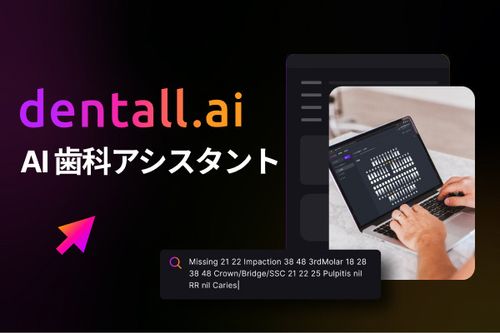 dentall.ai
AI 歯科アシスタント
Missing 21 22 Impaction 38 48 3rdMolar 18 28
38 48 Crown/Bridge/SSC 21 22 25 Pulpitis nil
RR nil Caries|